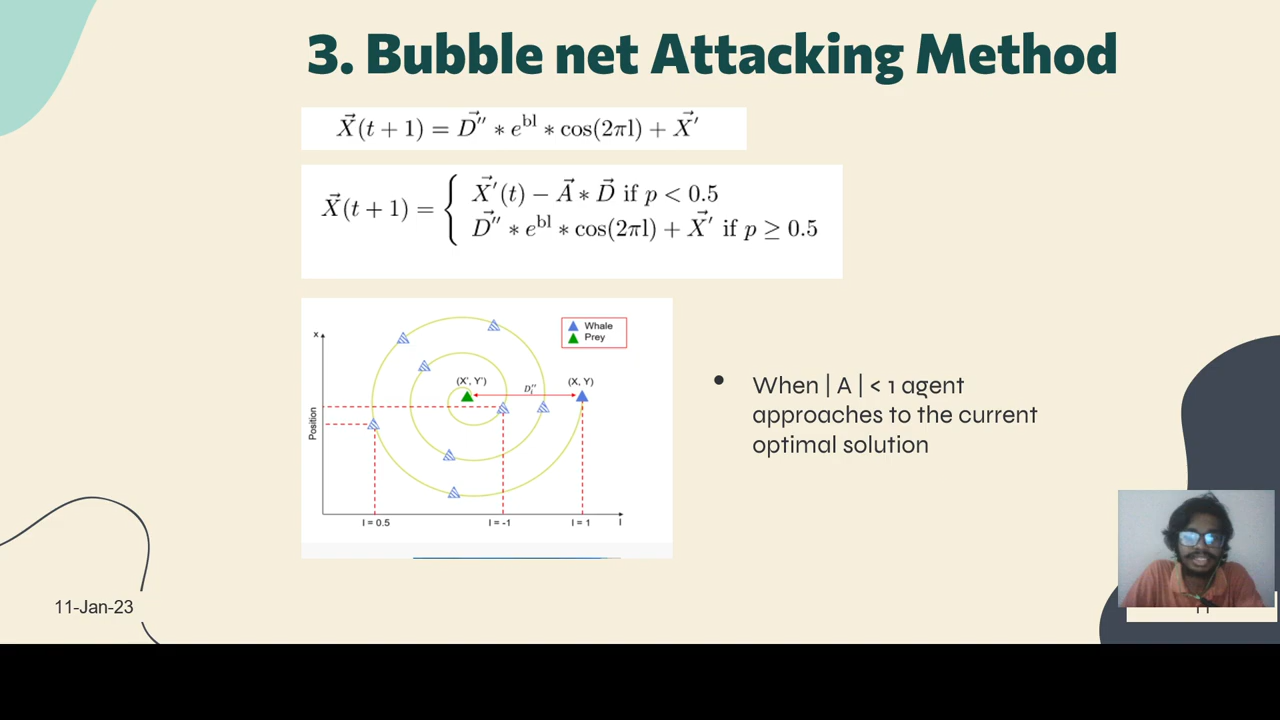 3. Bubble net Attacking Method
X⃗(t + 1) = D⃗′′ ∗ e^bl ∗ cos(2πl) + X⃗′
X⃗(t + 1) = { X⃗′(t) − A⃗ ∗ D⃗ if p < 0.5
D⃗′′ ∗ e^bl ∗ cos(2πl) + X⃗′ if p ≥ 0.5
Whale
Prey
x
(X', Y')
D''i
(X, Y)
Position
l = 0.5
l = -1
l = 1
l
• When | A | < 1 agent
approaches to the current
optimal solution
11-Jan-23